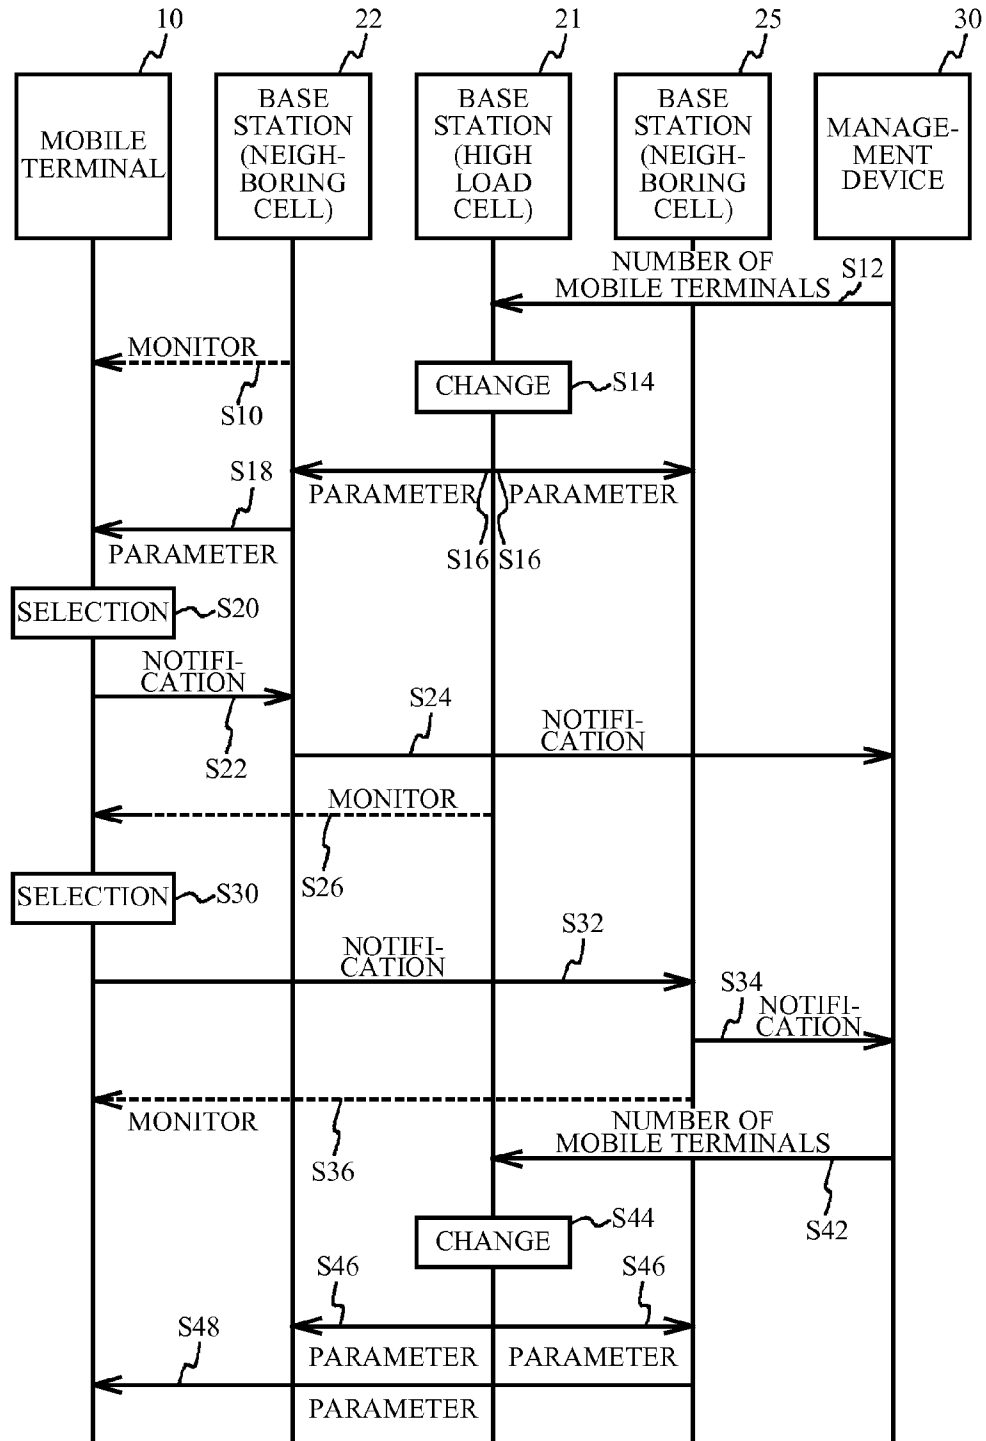 10
22
21
25
30
MOBILE
TERMINAL
BASE
STATION
(NEIGH-
BORING
CELL)
BASE
STATION
(HIGH
LOAD
CELL)
BASE
STATION
(NEIGH-
BORING
CELL)
MANAGE-
MENT
DEVICE
NUMBER OF
MOBILE TERMINALS
S12
MONITOR
S10
CHANGE
S14
S18
PARAMETER
PARAMETER
S16
S16
PARAMETER
SELECTION
S20
NOTIFI-
CATION
S22
S24
NOTIFI-
CATION
MONITOR
S26
SELECTION
S30
NOTIFI-
CATION
S32
S34
NOTIFI-
CATION
MONITOR
S36
NUMBER OF
MOBILE TERMINALS
S42
CHANGE
S44
S46
S46
PARAMETER
PARAMETER
S48
PARAMETER